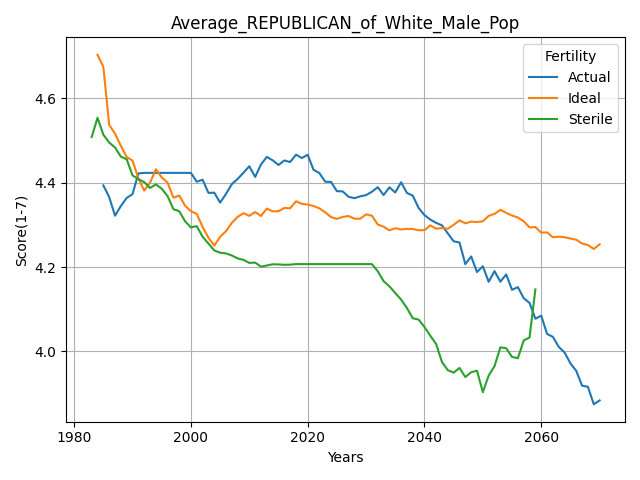 Average_REPUBLICAN_of_White_Male_Pop
Fertility
Actual
Ideal
Sterile
Score(1-7)
4.6
4.4
4.2
4.0
1980 2000 2020 2040 2060
Years